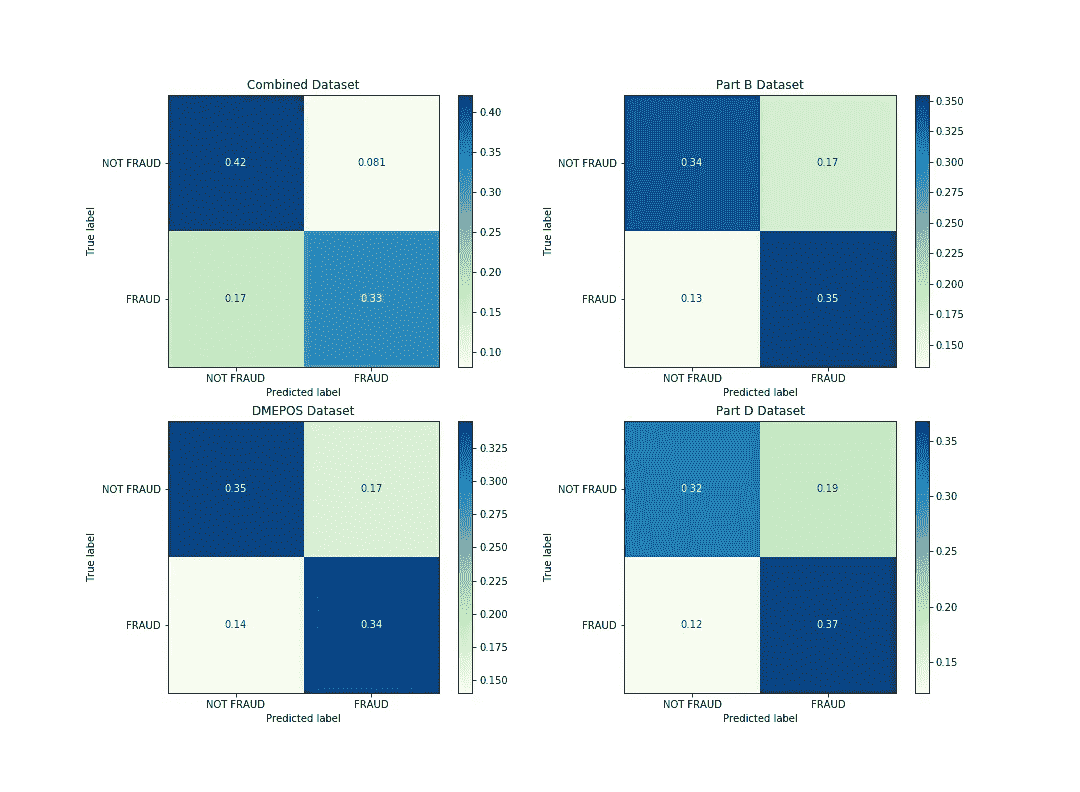 Combined Dataset
0.40
0.35
0.30
0.25
0.20
0.15
0.10
True label
NOT FRAUD
FRAUD
0.42 0.081
0.17 0.33
NOT FRAUD FRAUD
Predicted label
Part B Dataset
0.350
0.325
0.300
0.275
0.250
0.225
0.200
0.175
0.150
True label
NOT FRAUD
FRAUD
0.34 0.17
0.13 0.35
NOT FRAUD FRAUD
Predicted label
DMEPOS Dataset
0.325
0.300
0.275
0.250
0.225
0.200
0.175
0.150
True label
NOT FRAUD
FRAUD
0.35 0.17
0.14 0.34
NOT FRAUD FRAUD
Predicted label
Part D Dataset
0.35
0.30
0.25
0.20
0.15
True label
NOT FRAUD
FRAUD
0.32 0.19
0.12 0.37
NOT FRAUD FRAUD
Predicted label